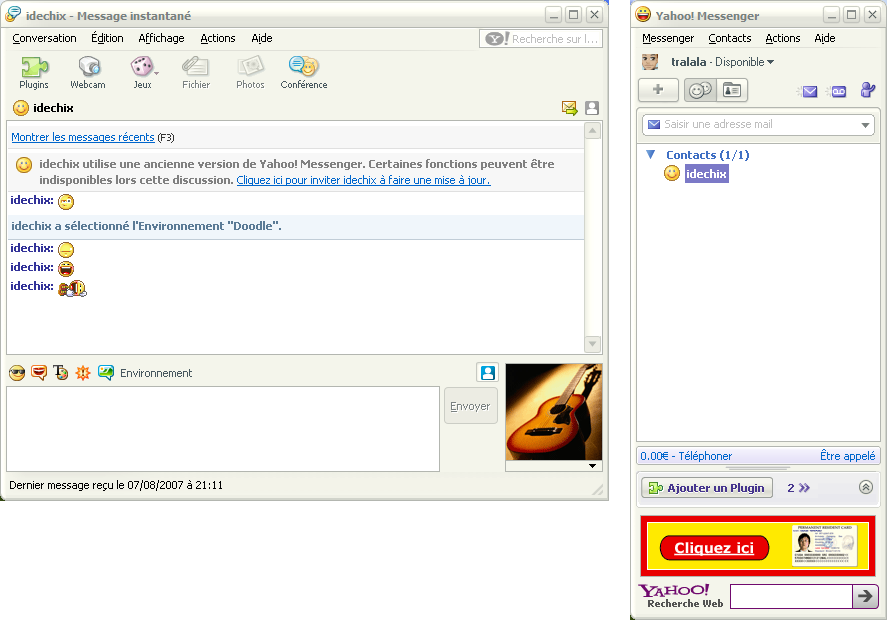 idechix - Message instantané
Conversation Édition Affichage Actions Aide
Y! Recherche sur l...
Plugins Webcam Jeux Fichier Photos Conférence
idechix
Montrer les messages récents (F3)
idechix utilise une ancienne version de Yahoo! Messenger. Certaines fonctions peuvent être
indisponibles lors cette discussion. Cliquez ici pour inviter idechix à faire une mise à jour.
idechix:
idechix a sélectionné l'Environnement "Doodle".
idechix:
idechix:
idechix:
Environnement
Envoyer
Dernier message reçu le 07/08/2007 à 21:11
Yahoo! Messenger
Messenger Contacts Actions Aide
tralala - Disponible
Saisir une adresse mail
Contacts (1/1)
idechix
0.00€ - Téléphoner Être appelé
Ajouter un Plugin 2 »
Cliquez ici
PERMANENT RESIDENT CARD
YAHOO!
Recherche Web